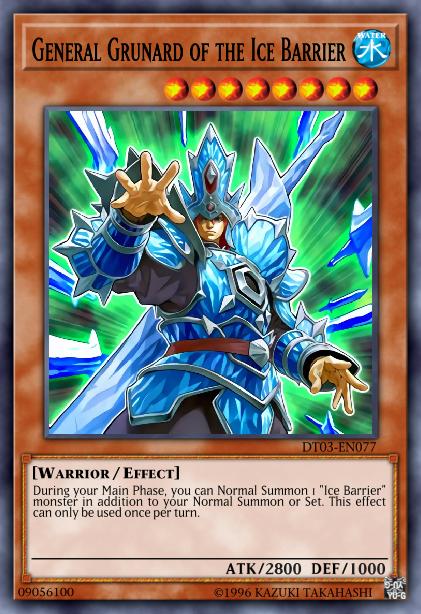 General Grunard of the Ice Barrier
WATER
水
DT03-EN077
[Warrior / Effect]
During your Main Phase, you can Normal Summon 1 "Ice Barrier"
monster in addition to your Normal Summon or Set. This effect
can only be used once per turn.
ATK/2800 DEF/1000
09056100
©1996 KAZUKI TAKAHASHI